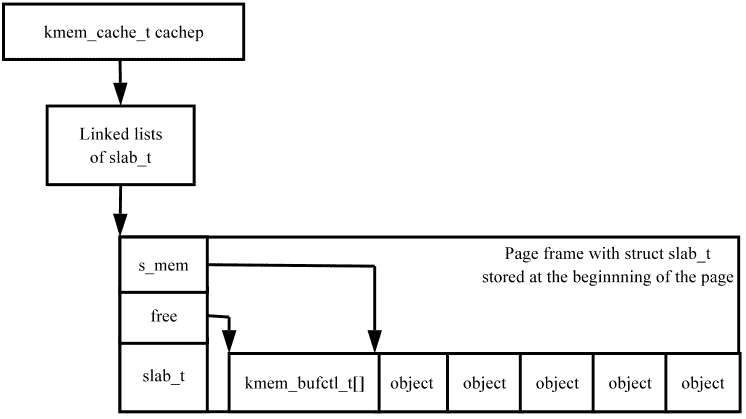 kmem_cache_t cachep
Linked lists
of slab_t
s_mem
Page frame with struct slab_t
stored at the beginnning of the page
free
slab_t
kmem_bufctl_t[]
object
object
object
object
object